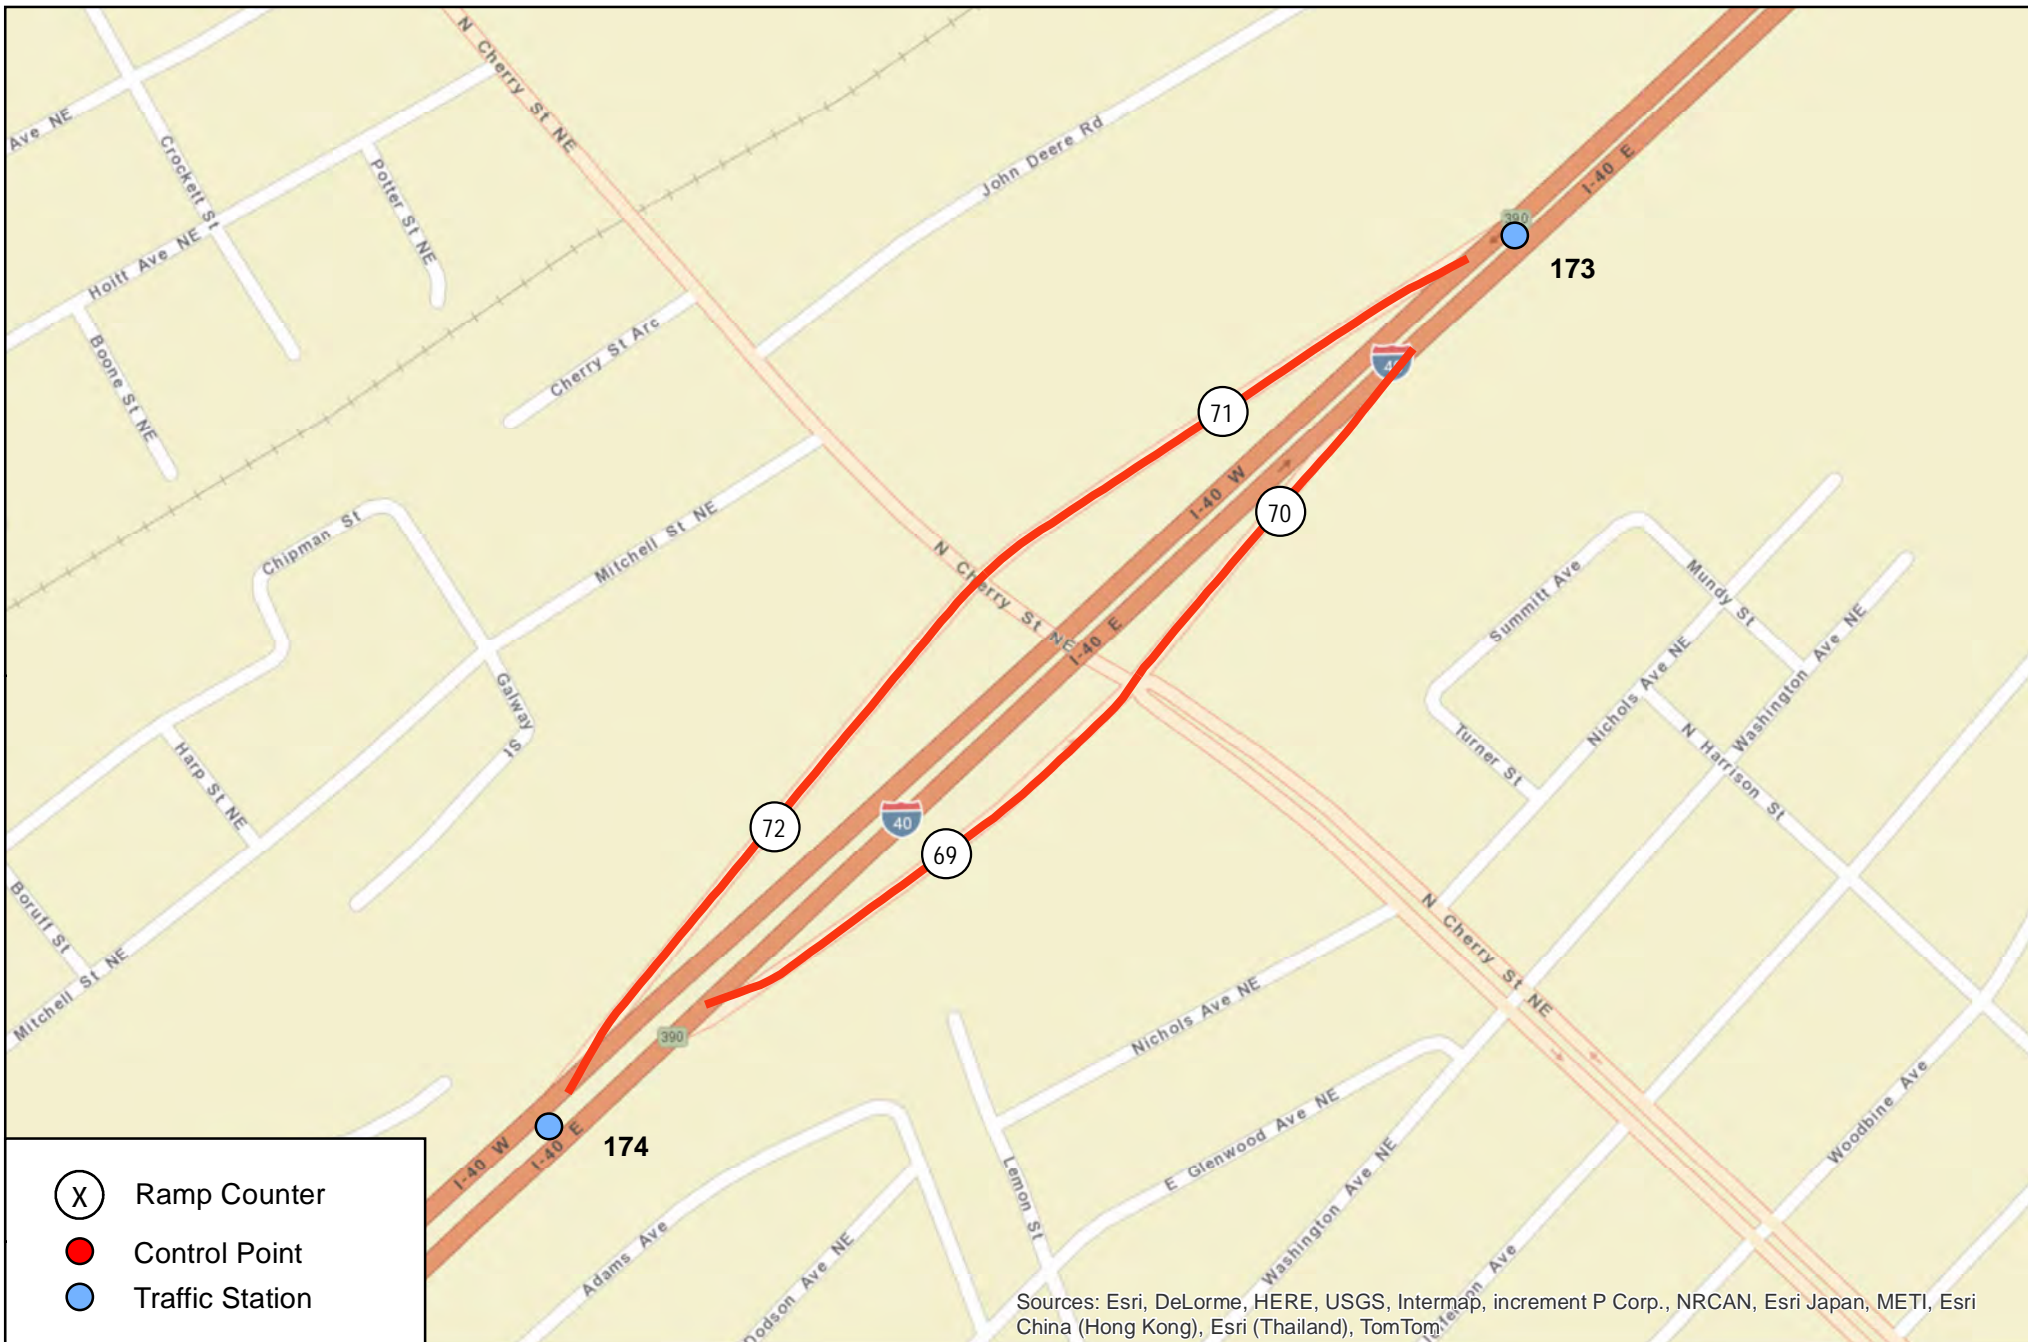 N Cherry St NE
Ave NE
Crockett St
Potter St NE
John Deere Rd
I-40 E
390
173
Hoitt Ave NE
Boone St NE
Cherry St Arc
71
I-40 W
70
Chipman St
Mitchell St NE
N Cherry St NE
I-40 E
Summitt Ave
Mundy St
Nichols Ave NE
Washington Ave NE
Turner St
N Harrison St
Galway St
Harp St NE
72
40
69
Boruff St
Mitchell St NE
390
N Cherry St NE
Nichols Ave NE
E Glenwood Ave NE
Woodbine Ave
I-40 W
I-40 E
174
Lemon St
Washington Ave NE
Adams Ave
Dodson Ave NE
X Ramp Counter
Control Point
Traffic Station
Sources: Esri, DeLorme, HERE, USGS, Intermap, increment P Corp., NRCAN, Esri Japan, METI, Esri
China (Hong Kong), Esri (Thailand), TomTom